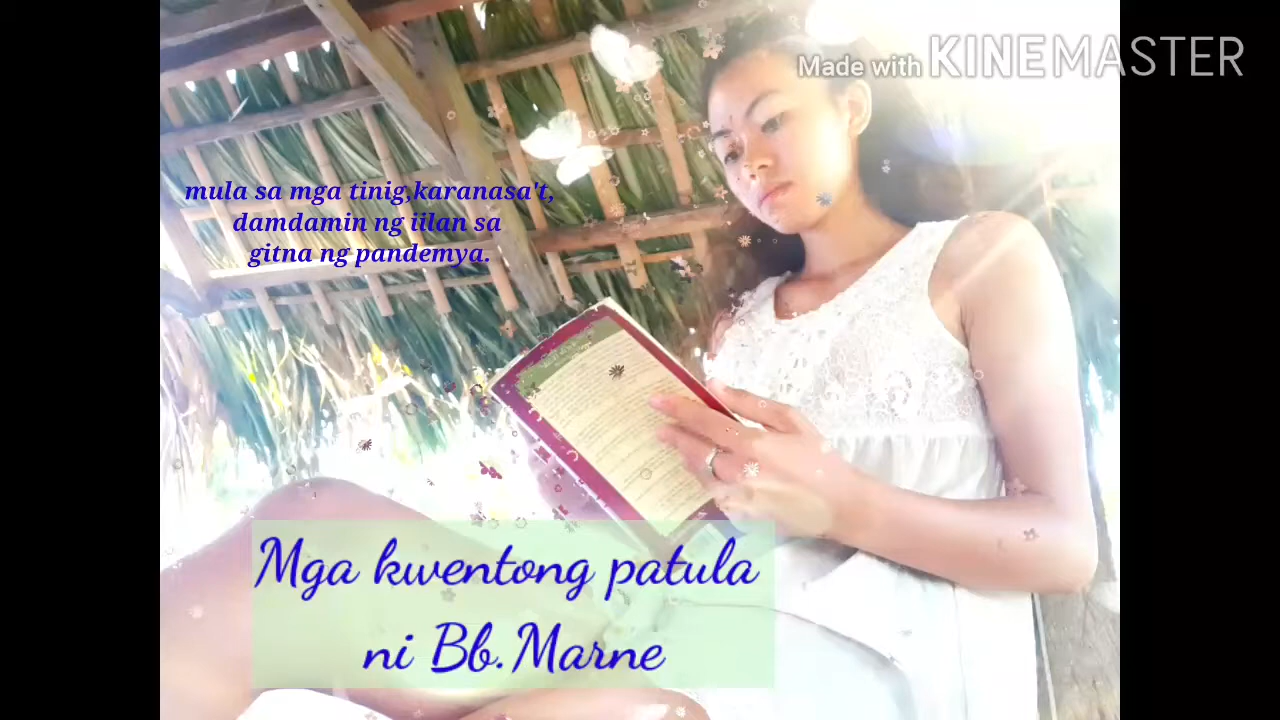 Made with KINEMASTER
mula sa mga tinig,karanasa't,
damdamin ng iilan sa
gitna ng pandemya.
Mga kwentong patula
ni Bb.Marne